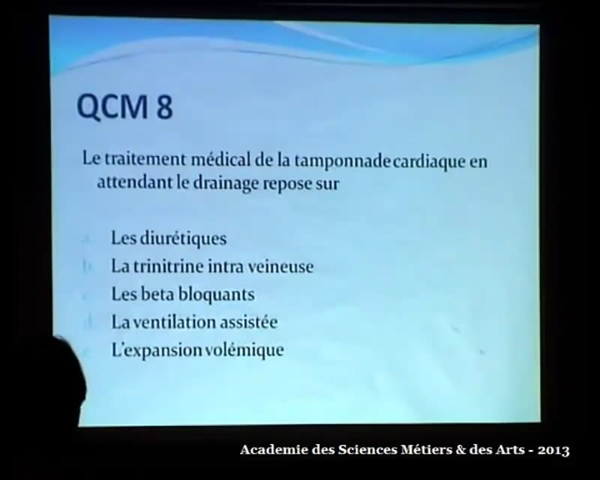 QCM 8
Le traitement médical de la tamponnade cardiaque en
attendant le drainage repose sur
a. Les diurétiques
b. La trinitrine intra veineuse
c. Les beta bloquants
d. La ventilation assistée
e. L'expansion volémique
Academie des Sciences Métiers & des Arts - 2013